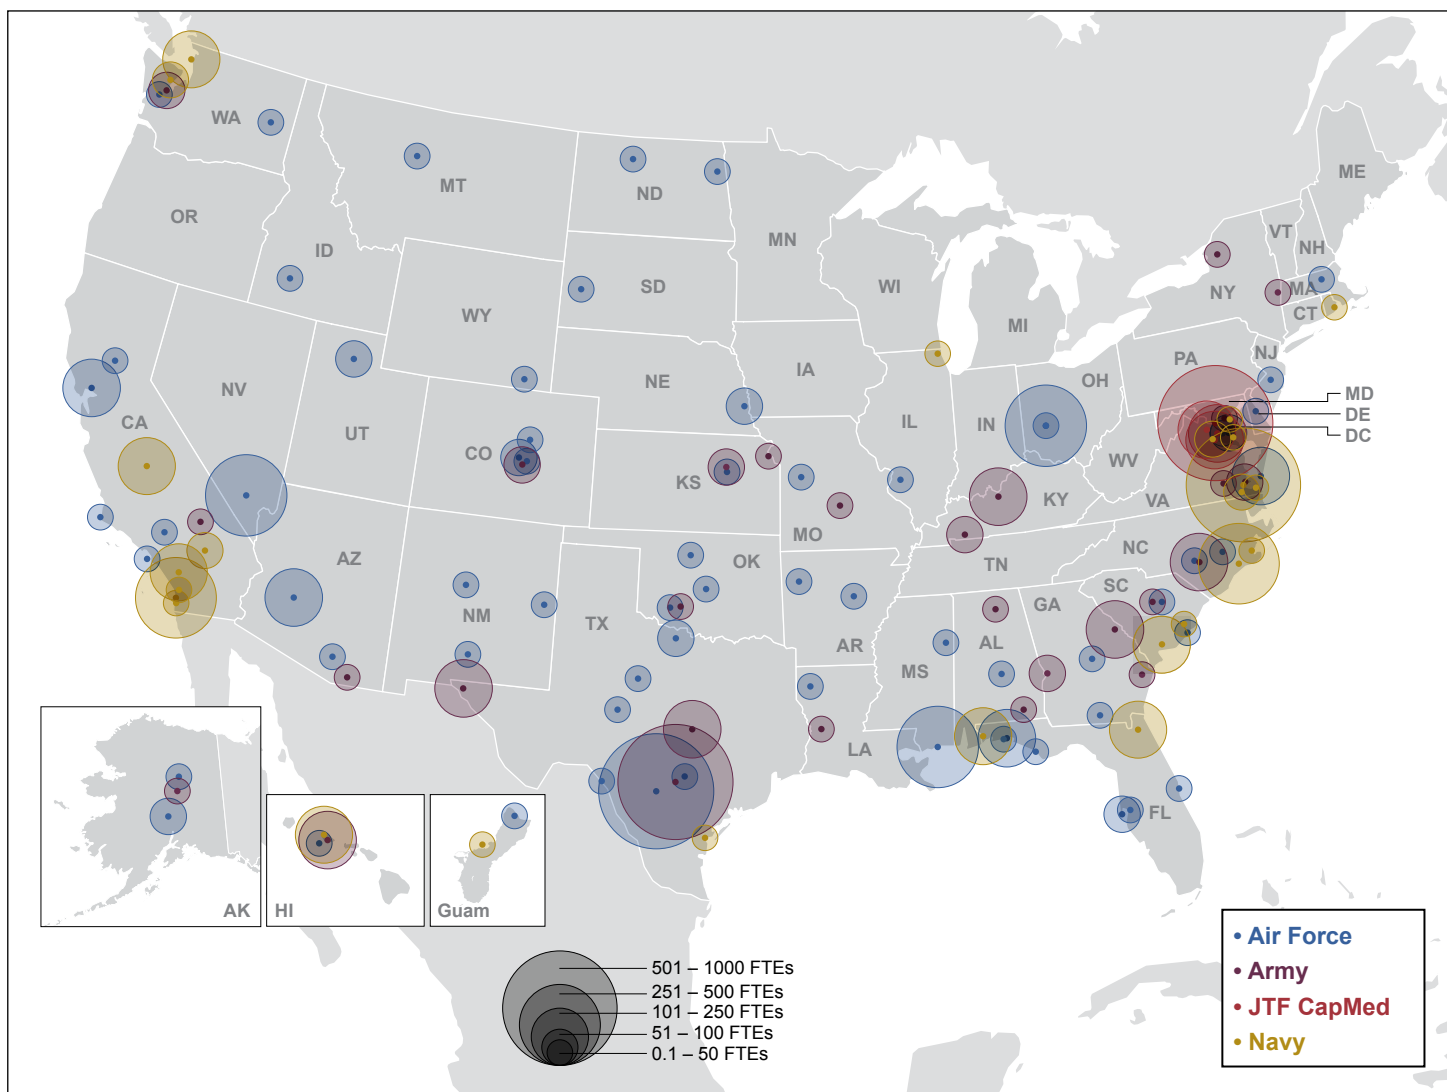 WA
MT
ND
MN
ME
VT
NH
OR
ID
SD
WI
MI
NY
MA
CT
WY
NE
IA
PA
NJ
NV
UT
CO
KS
IL
IN
OH
MD
DE
DC
CA
MO
KY
WV
VA
AZ
NM
OK
TX
AR
TN
NC
SC
MS
AL
GA
LA
FL
AK
HI
Guam
501 – 1000 FTEs
251 – 500 FTEs
101 – 250 FTEs
51 – 100 FTEs
0.1 – 50 FTEs
• Air Force
• Army
• JTF CapMed
• Navy